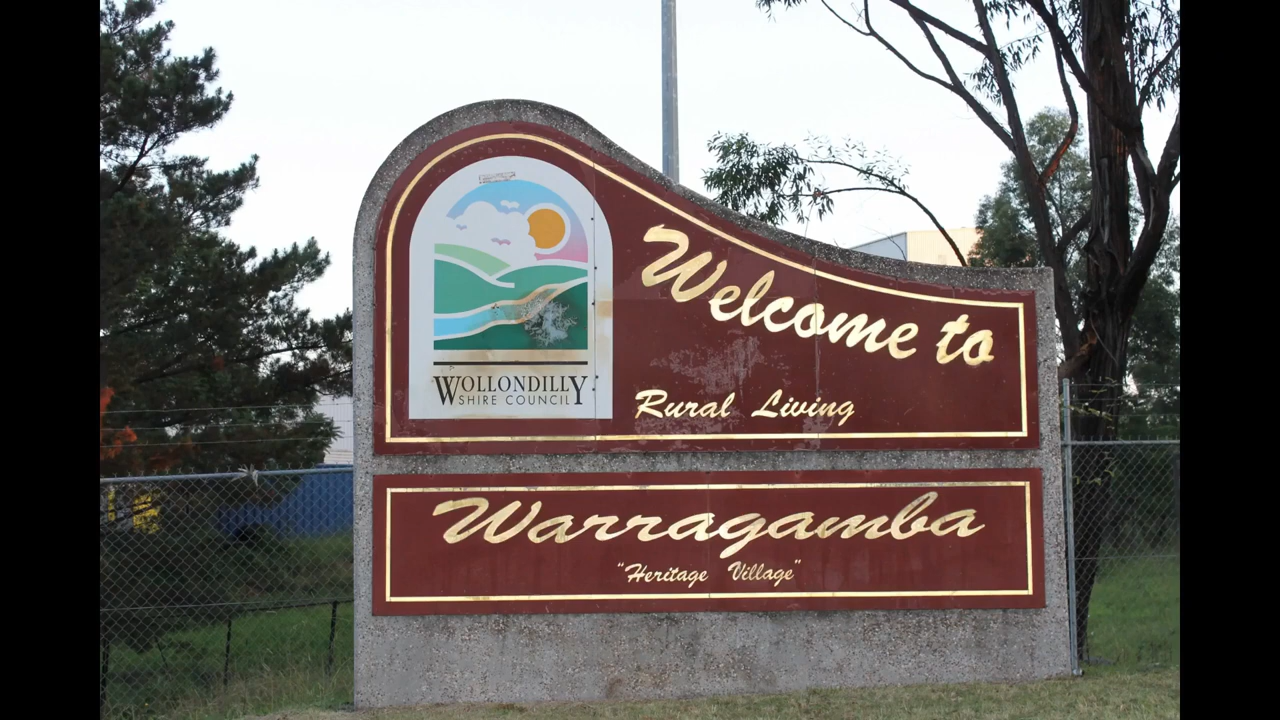 Welcome to
WOLLONDILLY
SHIRE COUNCIL
Rural Living
Warragamba
"Heritage Village"